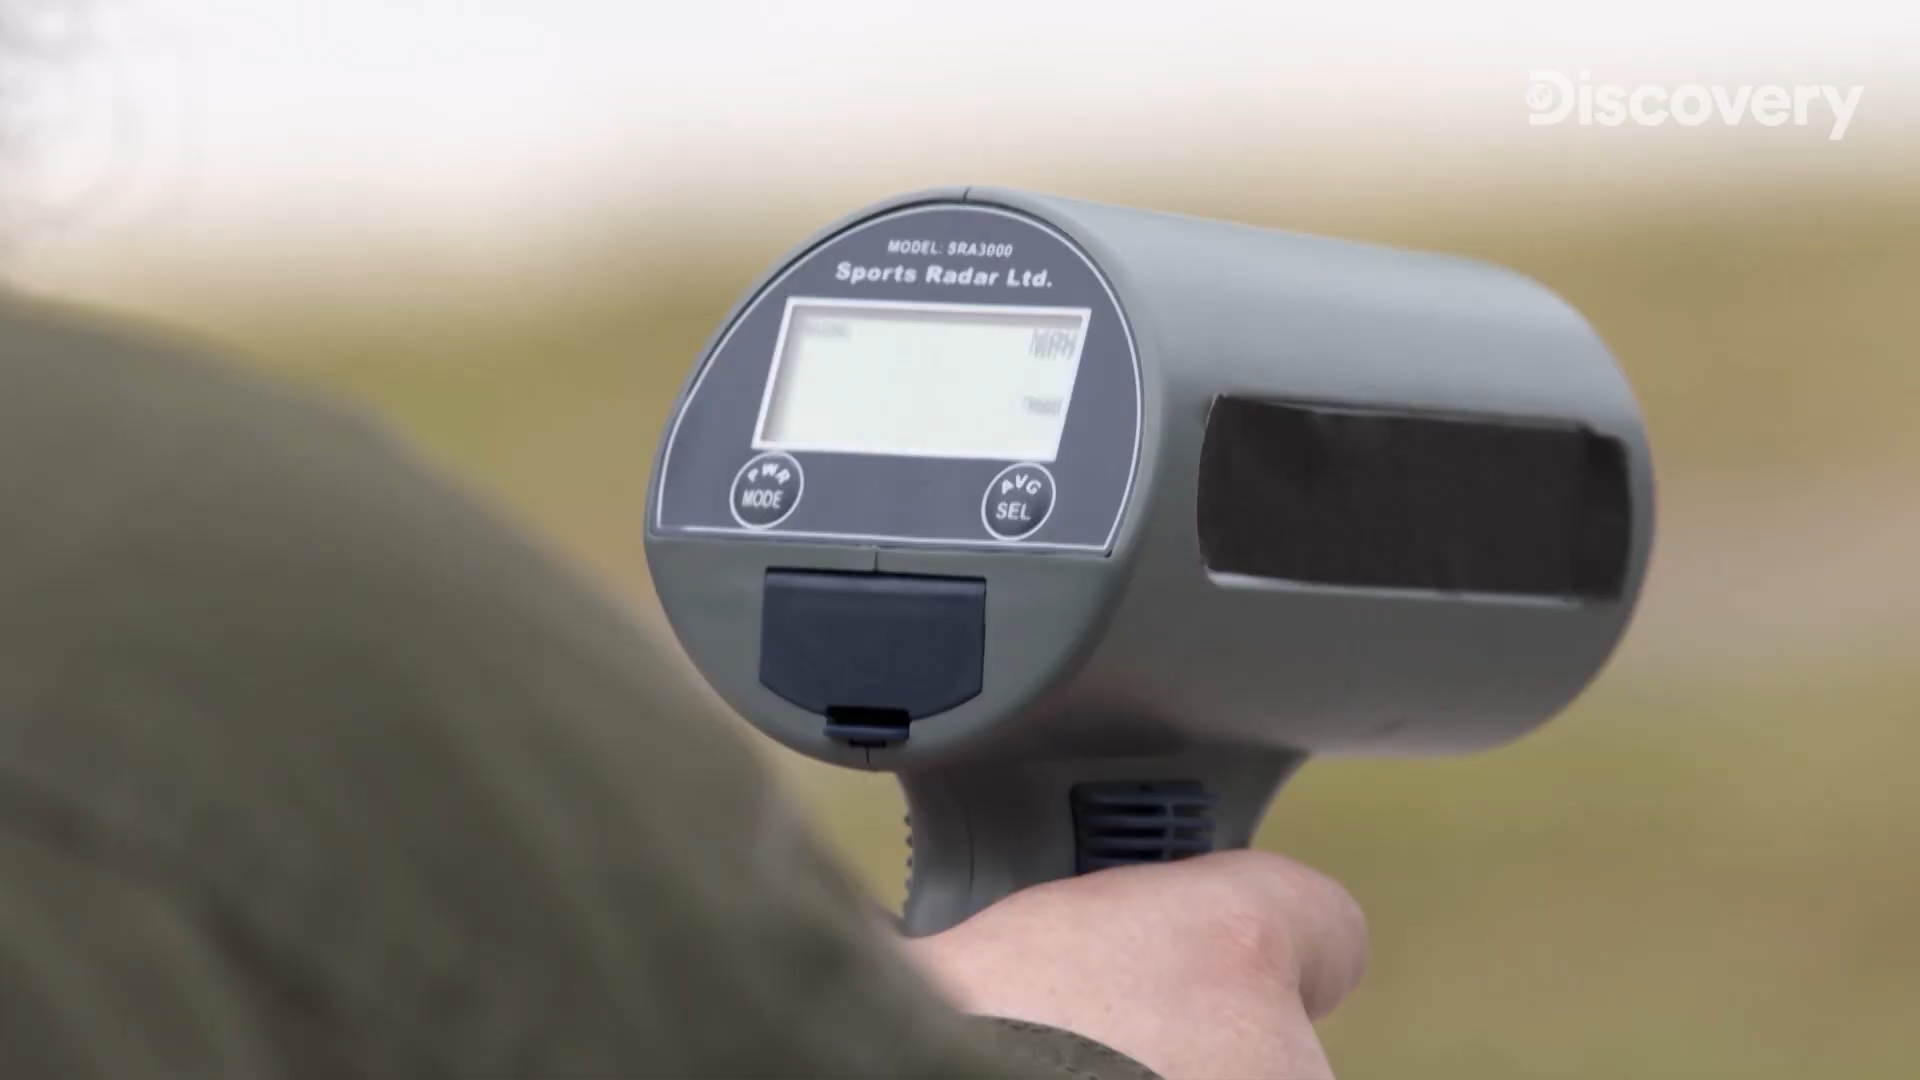 Discovery
MODEL: SRA3000
Sports Radar Ltd.
MPH
PWR
MODE
AVG
SEL